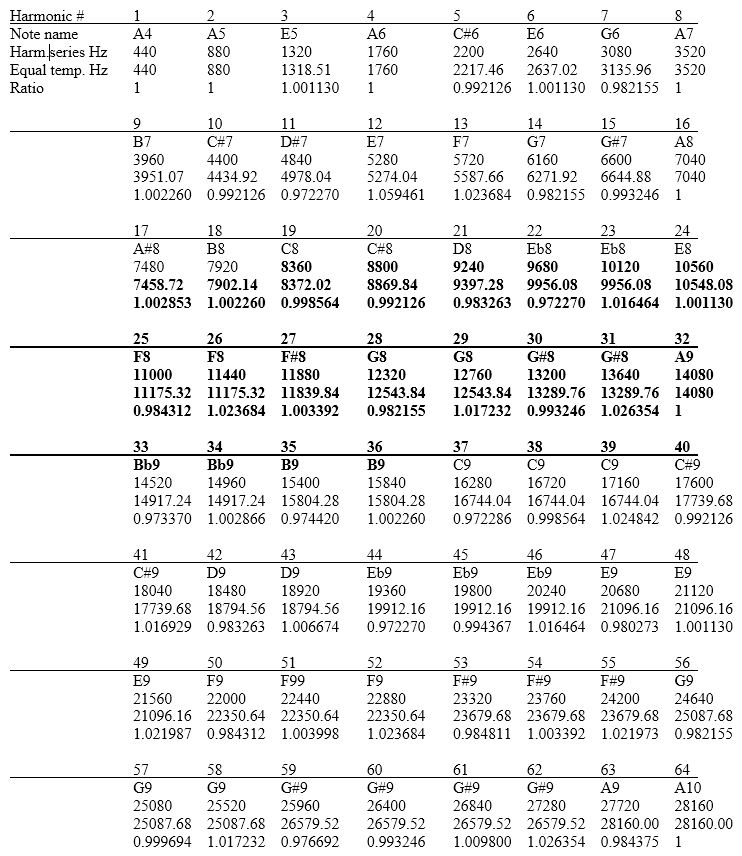 Harmonic # 1 2 3 4 5 6 7 8
Note name A4 A5 E5 A6 C#6 E6 G6 A7
Harm.series Hz 440 880 1320 1760 2200 2640 3080 3520
Equal temp. Hz 440 880 1318.51 1760 2217.46 2637.02 3135.96 3520
Ratio 1 1 1.001130 1 0.992126 1.001130 0.982155 1
9 10 11 12 13 14 15 16
B7 C#7 D#7 E7 F7 G7 G#7 A8
3960 4400 4840 5280 5720 6160 6600 7040
3951.07 4434.92 4978.04 5274.04 5587.66 6271.92 6644.88 7040
1.002260 0.992126 0.972270 1.059461 1.023684 0.982155 0.993246 1
17 18 19 20 21 22 23 24
A#8 B8 C8 C#8 D8 Eb8 Eb8 E8
7480 7920 8360 8800 9240 9680 10120 10560
7458.72 7902.14 8372.02 8869.84 9397.28 9956.08 9956.08 10548.08
1.002853 1.002260 0.998564 0.992126 0.983263 0.972270 1.016464 1.001130
25 26 27 28 29 30 31 32
F8 F8 F#8 G8 G8 G#8 G#8 A9
11000 11440 11880 12320 12760 13200 13640 14080
11175.32 11175.32 11839.84 12543.84 12543.84 13289.76 13289.76 14080
0.984312 1.023684 1.003392 0.982155 1.017232 0.993246 1.026354 1
33 34 35 36 37 38 39 40
Bb9 Bb9 B9 B9 C9 C9 C9 C#9
14520 14960 15400 15840 16280 16720 17160 17600
14917.24 14917.24 15804.28 15804.28 16744.04 16744.04 16744.04 17739.68
0.973370 1.002866 0.974420 1.002260 0.972286 0.998564 1.024842 0.992126
41 42 43 44 45 46 47 48
C#9 D9 D9 Eb9 Eb9 Eb9 E9 E9
18040 18480 18920 19360 19800 20240 20680 21120
17739.68 18794.56 18794.56 19912.16 19912.16 19912.16 21096.16 21096.16
1.016929 0.983263 1.006674 0.972270 0.994367 1.016464 0.980273 1.001130
49 50 51 52 53 54 55 56
E9 F9 F99 F9 F#9 F#9 F#9 G9
21560 22000 22440 22880 23320 23760 24200 24640
21096.16 22350.64 22350.64 22350.64 23679.68 23679.68 23679.68 25087.68
1.021987 0.984312 1.003998 1.023684 0.984811 1.003392 1.021973 0.982155
57 58 59 60 61 62 63 64
G9 G9 G#9 G#9 G#9 G#9 A9 A10
25080 25520 25960 26400 26840 27280 27720 28160
25087.68 25087.68 26579.52 26579.52 26579.52 26579.52 28160.00 28160.00
0.999694 1.017232 0.976692 0.993246 1.009800 1.026354 0.984375 1